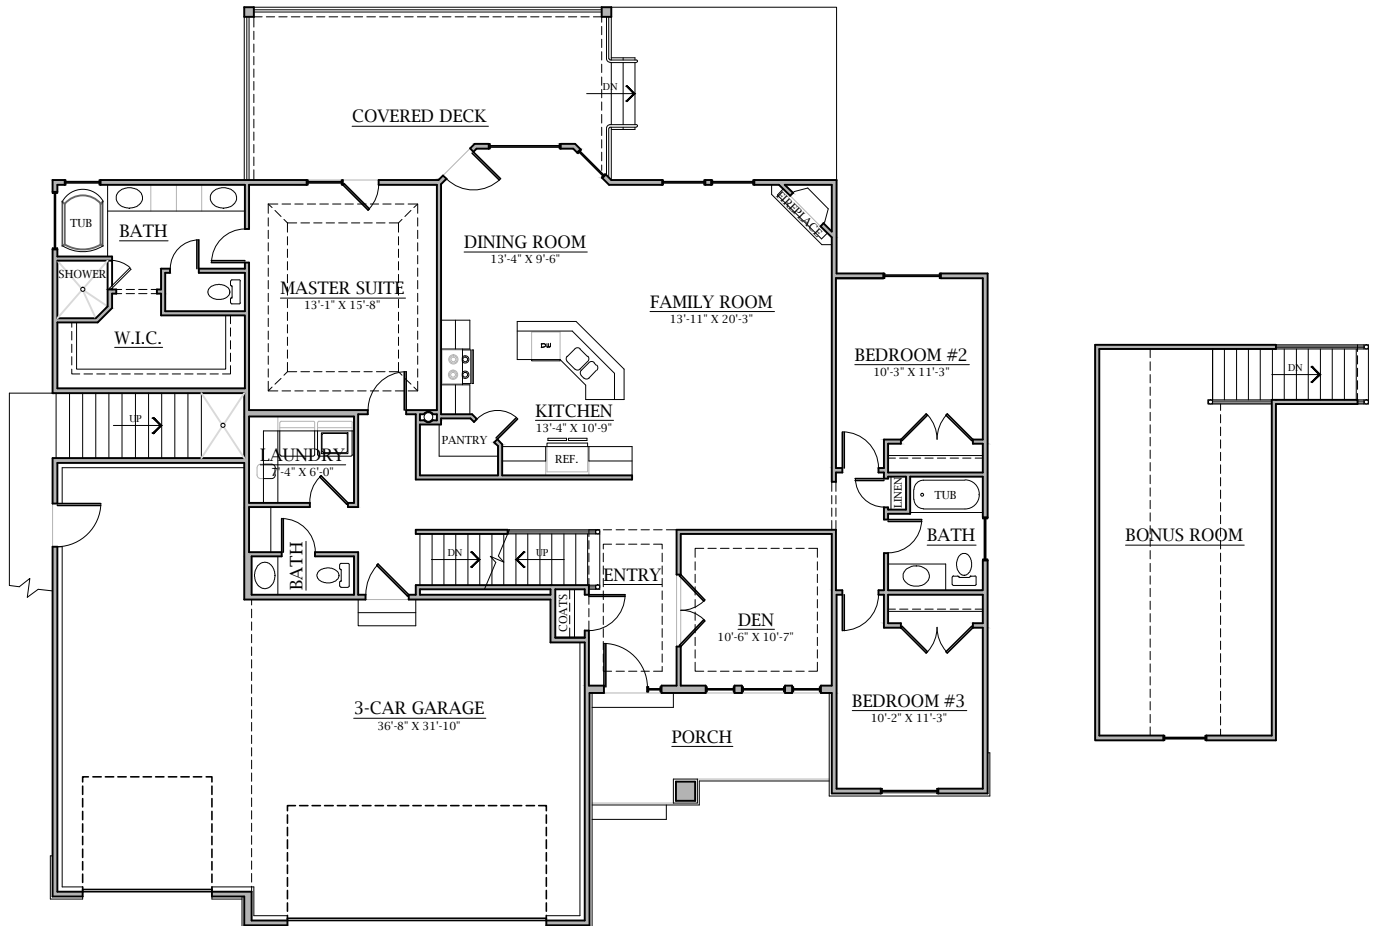 COVERED DECK
DN
TUB
BATH
SHOWER
W.I.C.
MASTER SUITE
13'-1" X 15'-8"
DINING ROOM
13'-4" X 9'-6"
FIREPLACE
FAMILY ROOM
13'-11" X 20'-3"
DW
KITCHEN
13'-4" X 10'-9"
PANTRY
REF.
BEDROOM #2
10'-3" X 11'-3"
UP
LAUNDRY
7'-4" X 6'-0"
LINEN
TUB
BATH
BATH
DN
UP
ENTRY
COATS
DEN
10'-6" X 10'-7"
3-CAR GARAGE
36'-8" X 31'-10"
PORCH
BEDROOM #3
10'-2" X 11'-3"
DN
BONUS ROOM